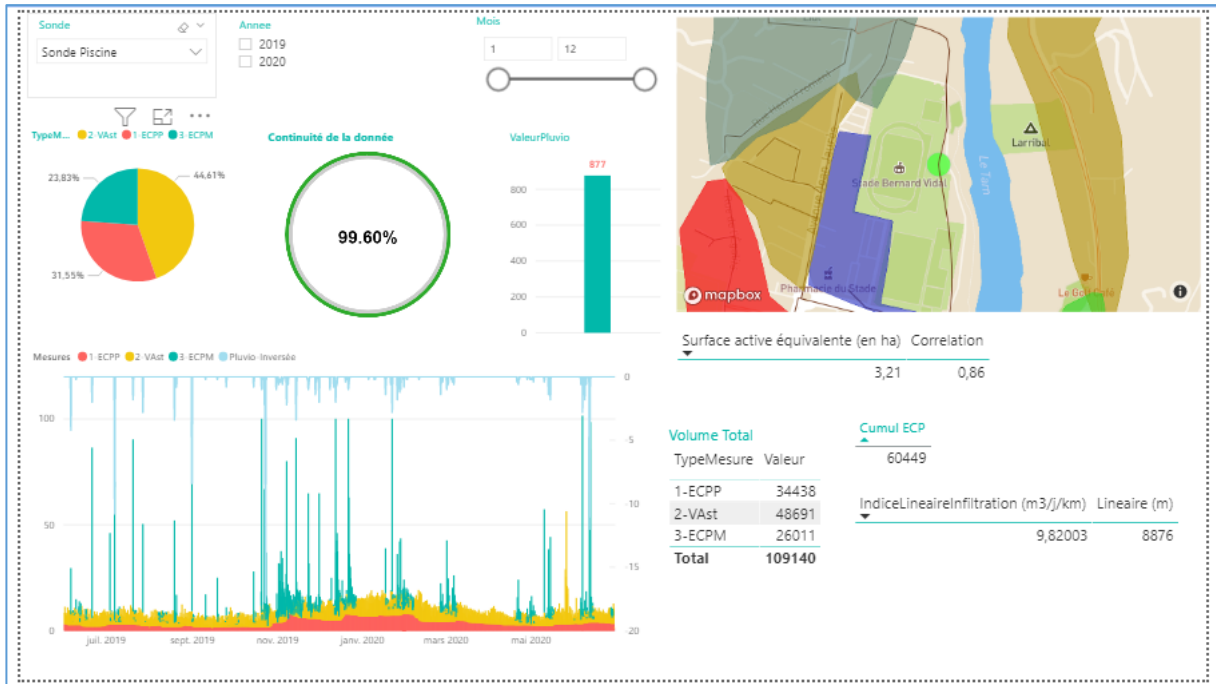 Sonde
Sonde Piscine
Annee
2019
2020
Mois
1 12
TypeM... 2-VAst 1-ECPP 3-ECPM
23,83%
44,61%
31,55%
Continuité de la donnée
99.60%
ValeurPluvio
877
800
600
400
200
0
Stade Bernard Vidal
Larribal
Le Tarn
Pharmacie du Stade
Le Goll Café
mapbox
Surface active équivalente (en ha) Correlation
3,21 0,86
Mesures 1-ECPP 2-VAst 3-ECPM Pluvio-Inversée
100
50
0
0
-5
-10
-15
-20
juil. 2019 sept. 2019 nov. 2019 janv. 2020 mars 2020 mai 2020
Volume Total
TypeMesure Valeur
1-ECPP 34438
2-VAst 48691
3-ECPM 26011
Total 109140
Cumul ECP
60449
IndiceLineaireInfiltration (m3/j/km) Lineaire (m)
9,82003 8876